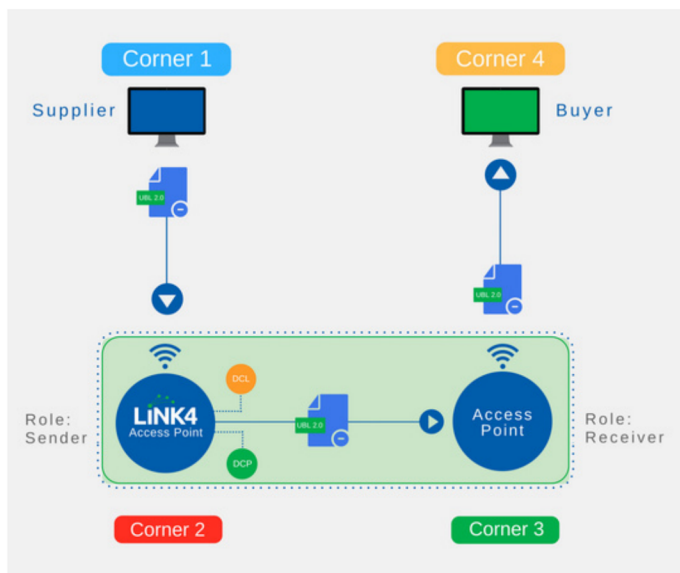 Corner 1
Corner 4
Supplier
Buyer
UBL 2.0
UBL 2.0
DCL
LiNK4
Access Point
UBL 2.0
Access
Point
Role:
Sender
Role:
Receiver
DCP
Corner 2
Corner 3